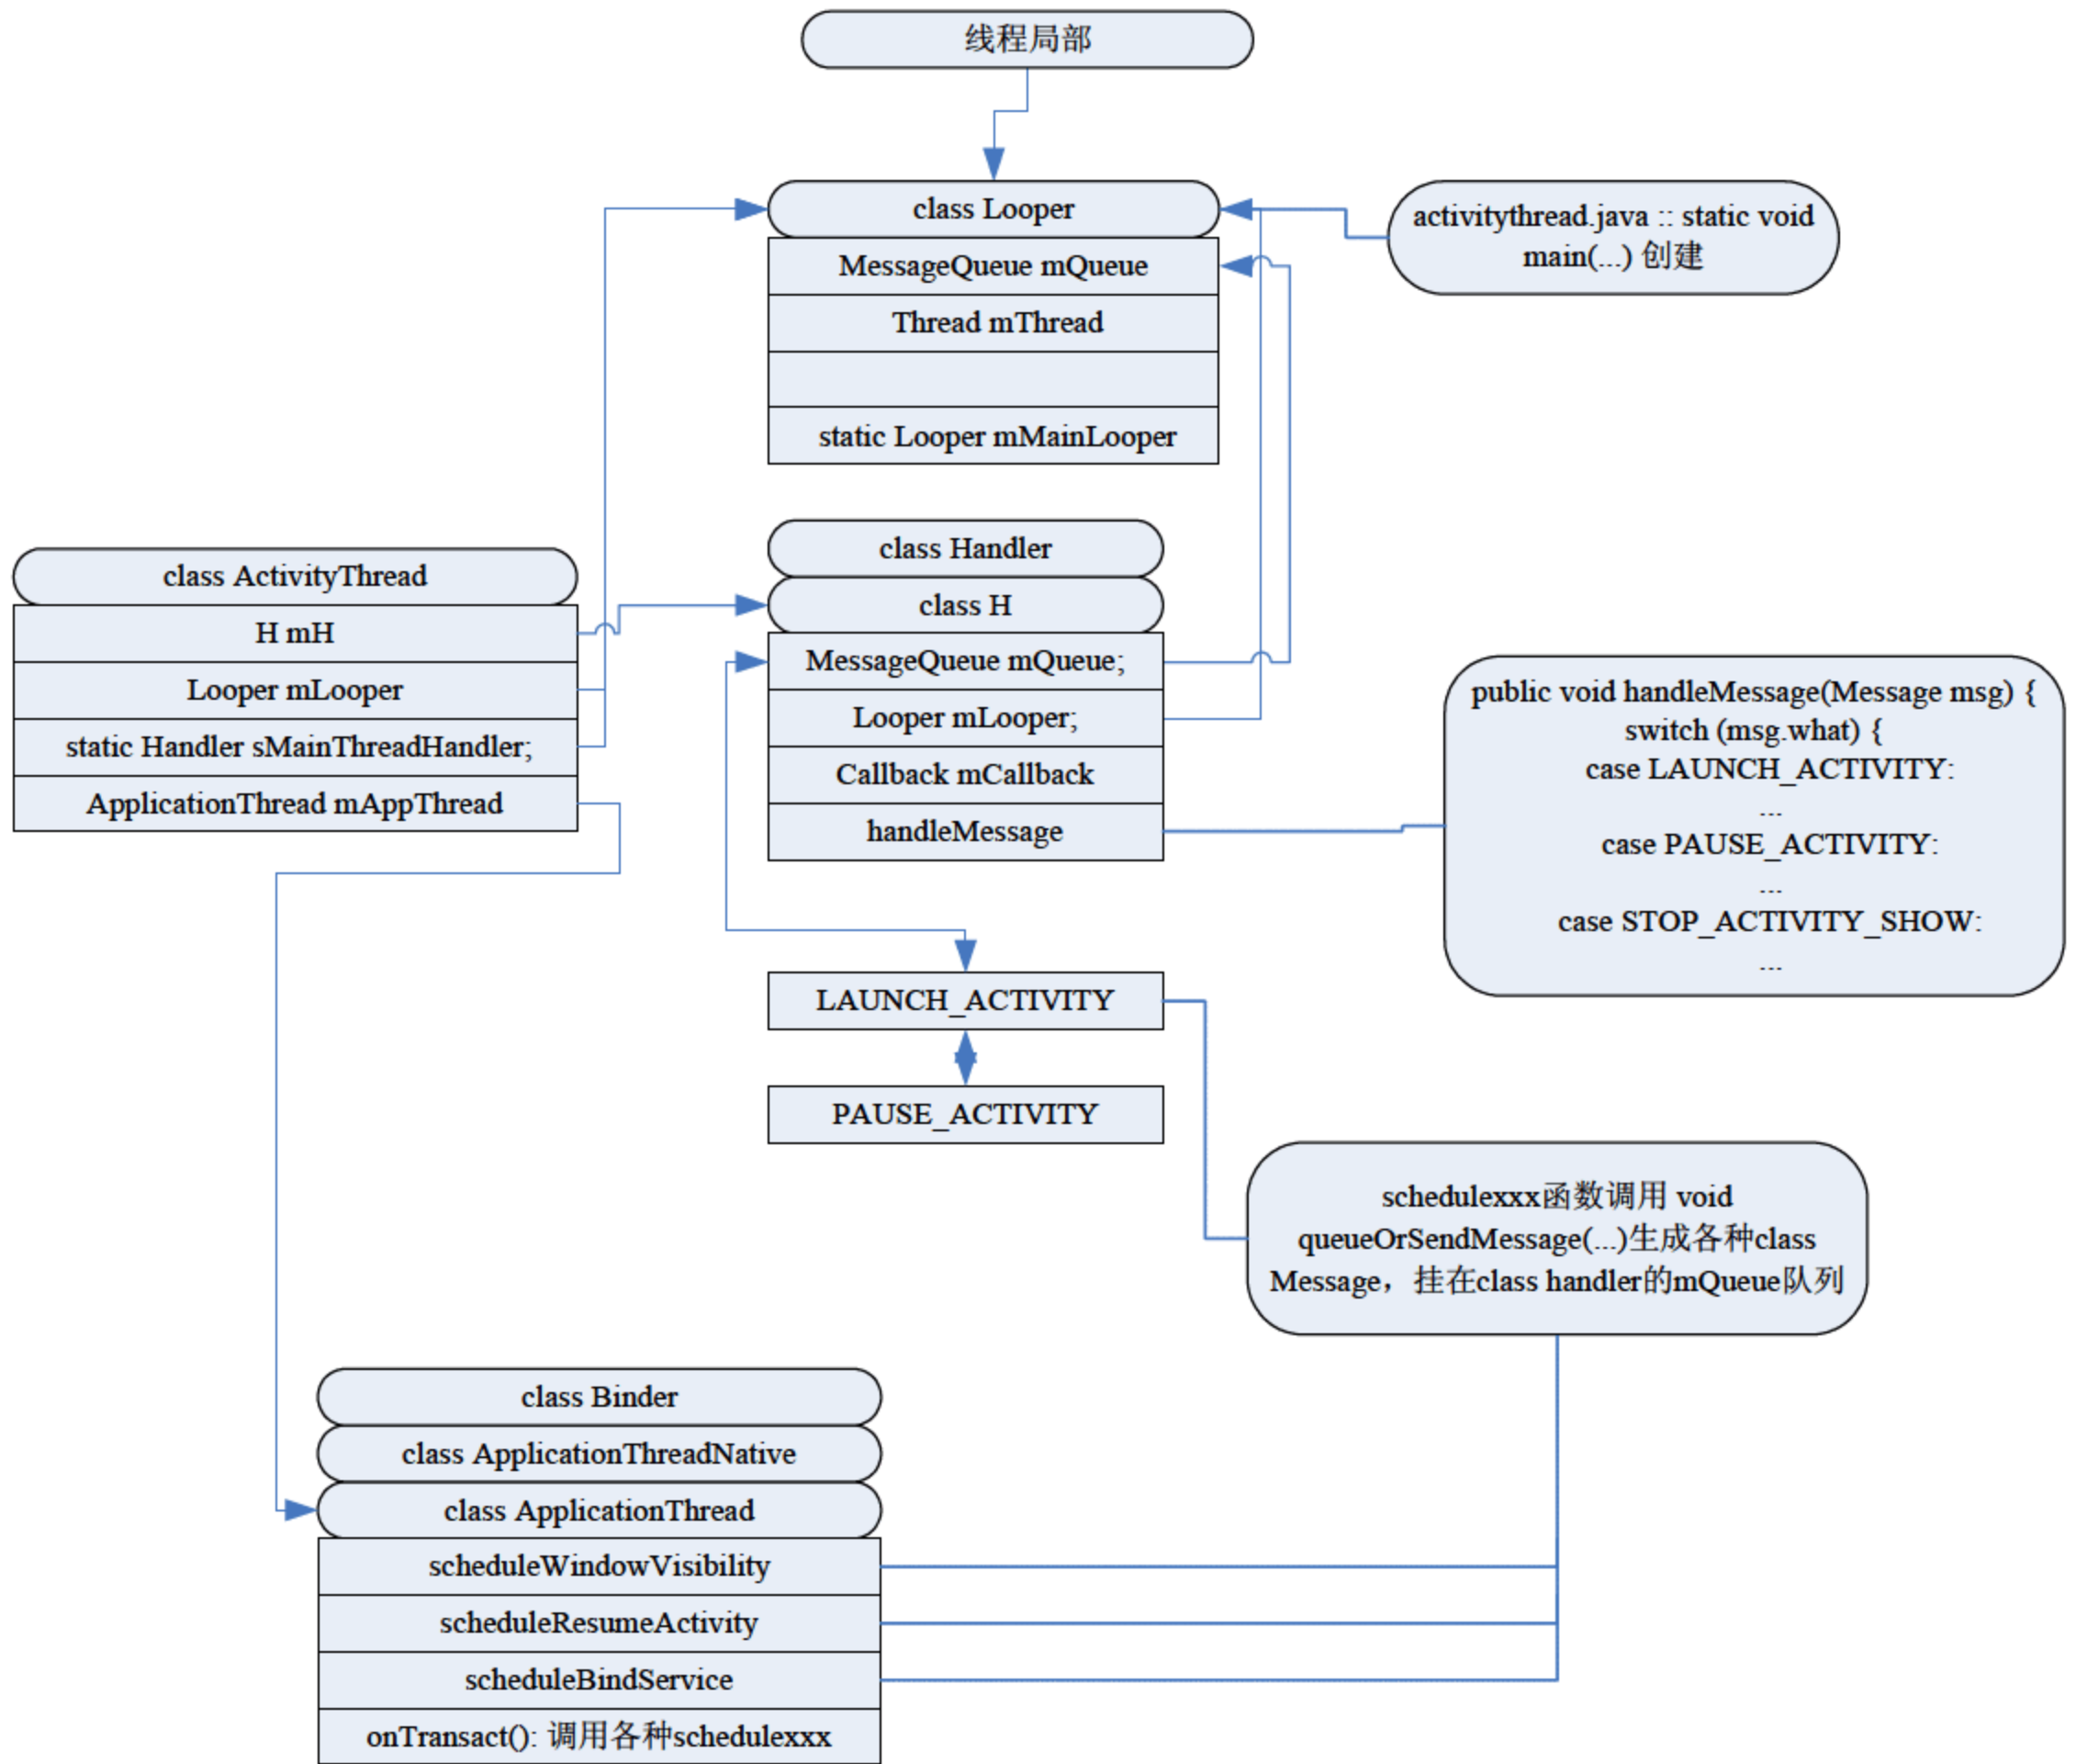 线程局部
class Looper
MessageQueue mQueue
Thread mThread
static Looper mMainLooper
activitythread.java :: static void
main(...) 创建
class ActivityThread
H mH
Looper mLooper
static Handler sMainThreadHandler;
ApplicationThread mAppThread
class Handler
class H
MessageQueue mQueue;
Looper mLooper;
Callback mCallback
handleMessage
public void handleMessage(Message msg) {
switch (msg.what) {
case LAUNCH_ACTIVITY:
...
case PAUSE_ACTIVITY:
...
case STOP_ACTIVITY_SHOW:
...
LAUNCH_ACTIVITY
PAUSE_ACTIVITY
schedulexxx函数调用 void
queueOrSendMessage(...)生成各种class
Message，挂在class handler的mQueue队列
class Binder
class ApplicationThreadNative
class ApplicationThread
scheduleWindowVisibility
scheduleResumeActivity
scheduleBindService
onTransact(): 调用各种schedulexxx